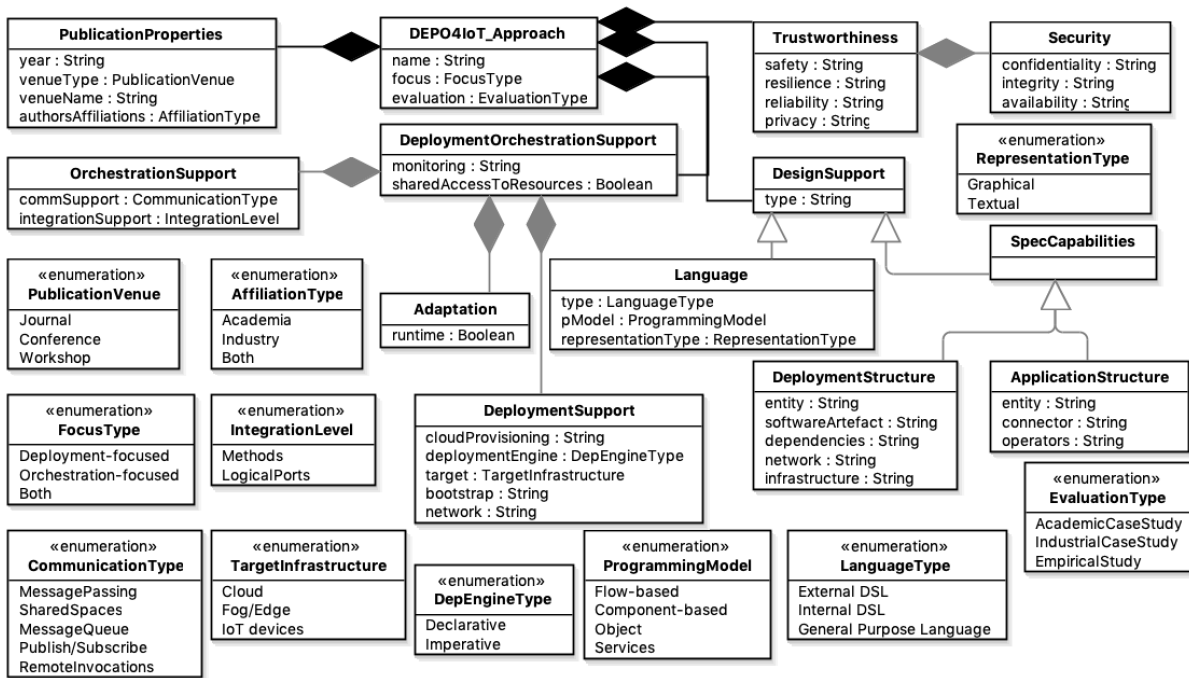 PublicationProperties
year : String
venueType : PublicationVenue
venueName : String
authorsAffiliations : AffiliationType
DEPO4IoT_Approach
name : String
focus : FocusType
evaluation : EvaluationType
Trustworthiness
safety : String
resilience : String
reliability : String
privacy : String
Security
confidentiality : String
integrity : String
availability : String
OrchestrationSupport
commSupport : CommunicationType
integrationSupport : IntegrationLevel
DeploymentOrchestrationSupport
monitoring : String
sharedAccessToResources : Boolean
DesignSupport
type : String
«enumeration»
RepresentationType
Graphical
Textual
SpecCapabilities
«enumeration»
PublicationVenue
Journal
Conference
Workshop
«enumeration»
AffiliationType
Academia
Industry
Both
Adaptation
runtime : Boolean
Language
type : LanguageType
pModel : ProgrammingModel
representationType : RepresentationType
DeploymentStructure
entity : String
softwareArtefact : String
dependencies : String
network : String
infrastructure : String
ApplicationStructure
entity : String
connector : String
operators : String
«enumeration»
FocusType
Deployment-focused
Orchestration-focused
Both
«enumeration»
IntegrationLevel
Methods
LogicalPorts
DeploymentSupport
cloudProvisioning : String
deploymentEngine : DepEngineType
target : TargetInfrastructure
bootstrap : String
network : String
«enumeration»
EvaluationType
AcademicCaseStudy
IndustrialCaseStudy
EmpiricalStudy
«enumeration»
CommunicationType
MessagePassing
SharedSpaces
MessageQueue
Publish/Subscribe
RemoteInvocations
«enumeration»
TargetInfrastructure
Cloud
Fog/Edge
IoT devices
«enumeration»
DepEngineType
Declarative
Imperative
«enumeration»
ProgrammingModel
Flow-based
Component-based
Object
Services
«enumeration»
LanguageType
External DSL
Internal DSL
General Purpose Language